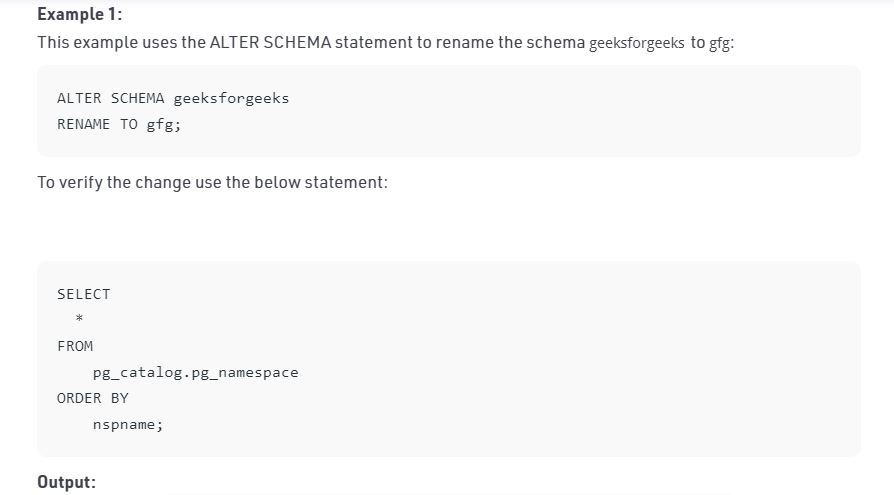 Example 1:
This example uses the ALTER SCHEMA statement to rename the schema geeksforgeeks to gfg:
ALTER SCHEMA geeksforgeeks
RENAME TO gfg;
To verify the change use the below statement:
SELECT
*
FROM
pg_catalog.pg_namespace
ORDER BY
nspname;
Output: